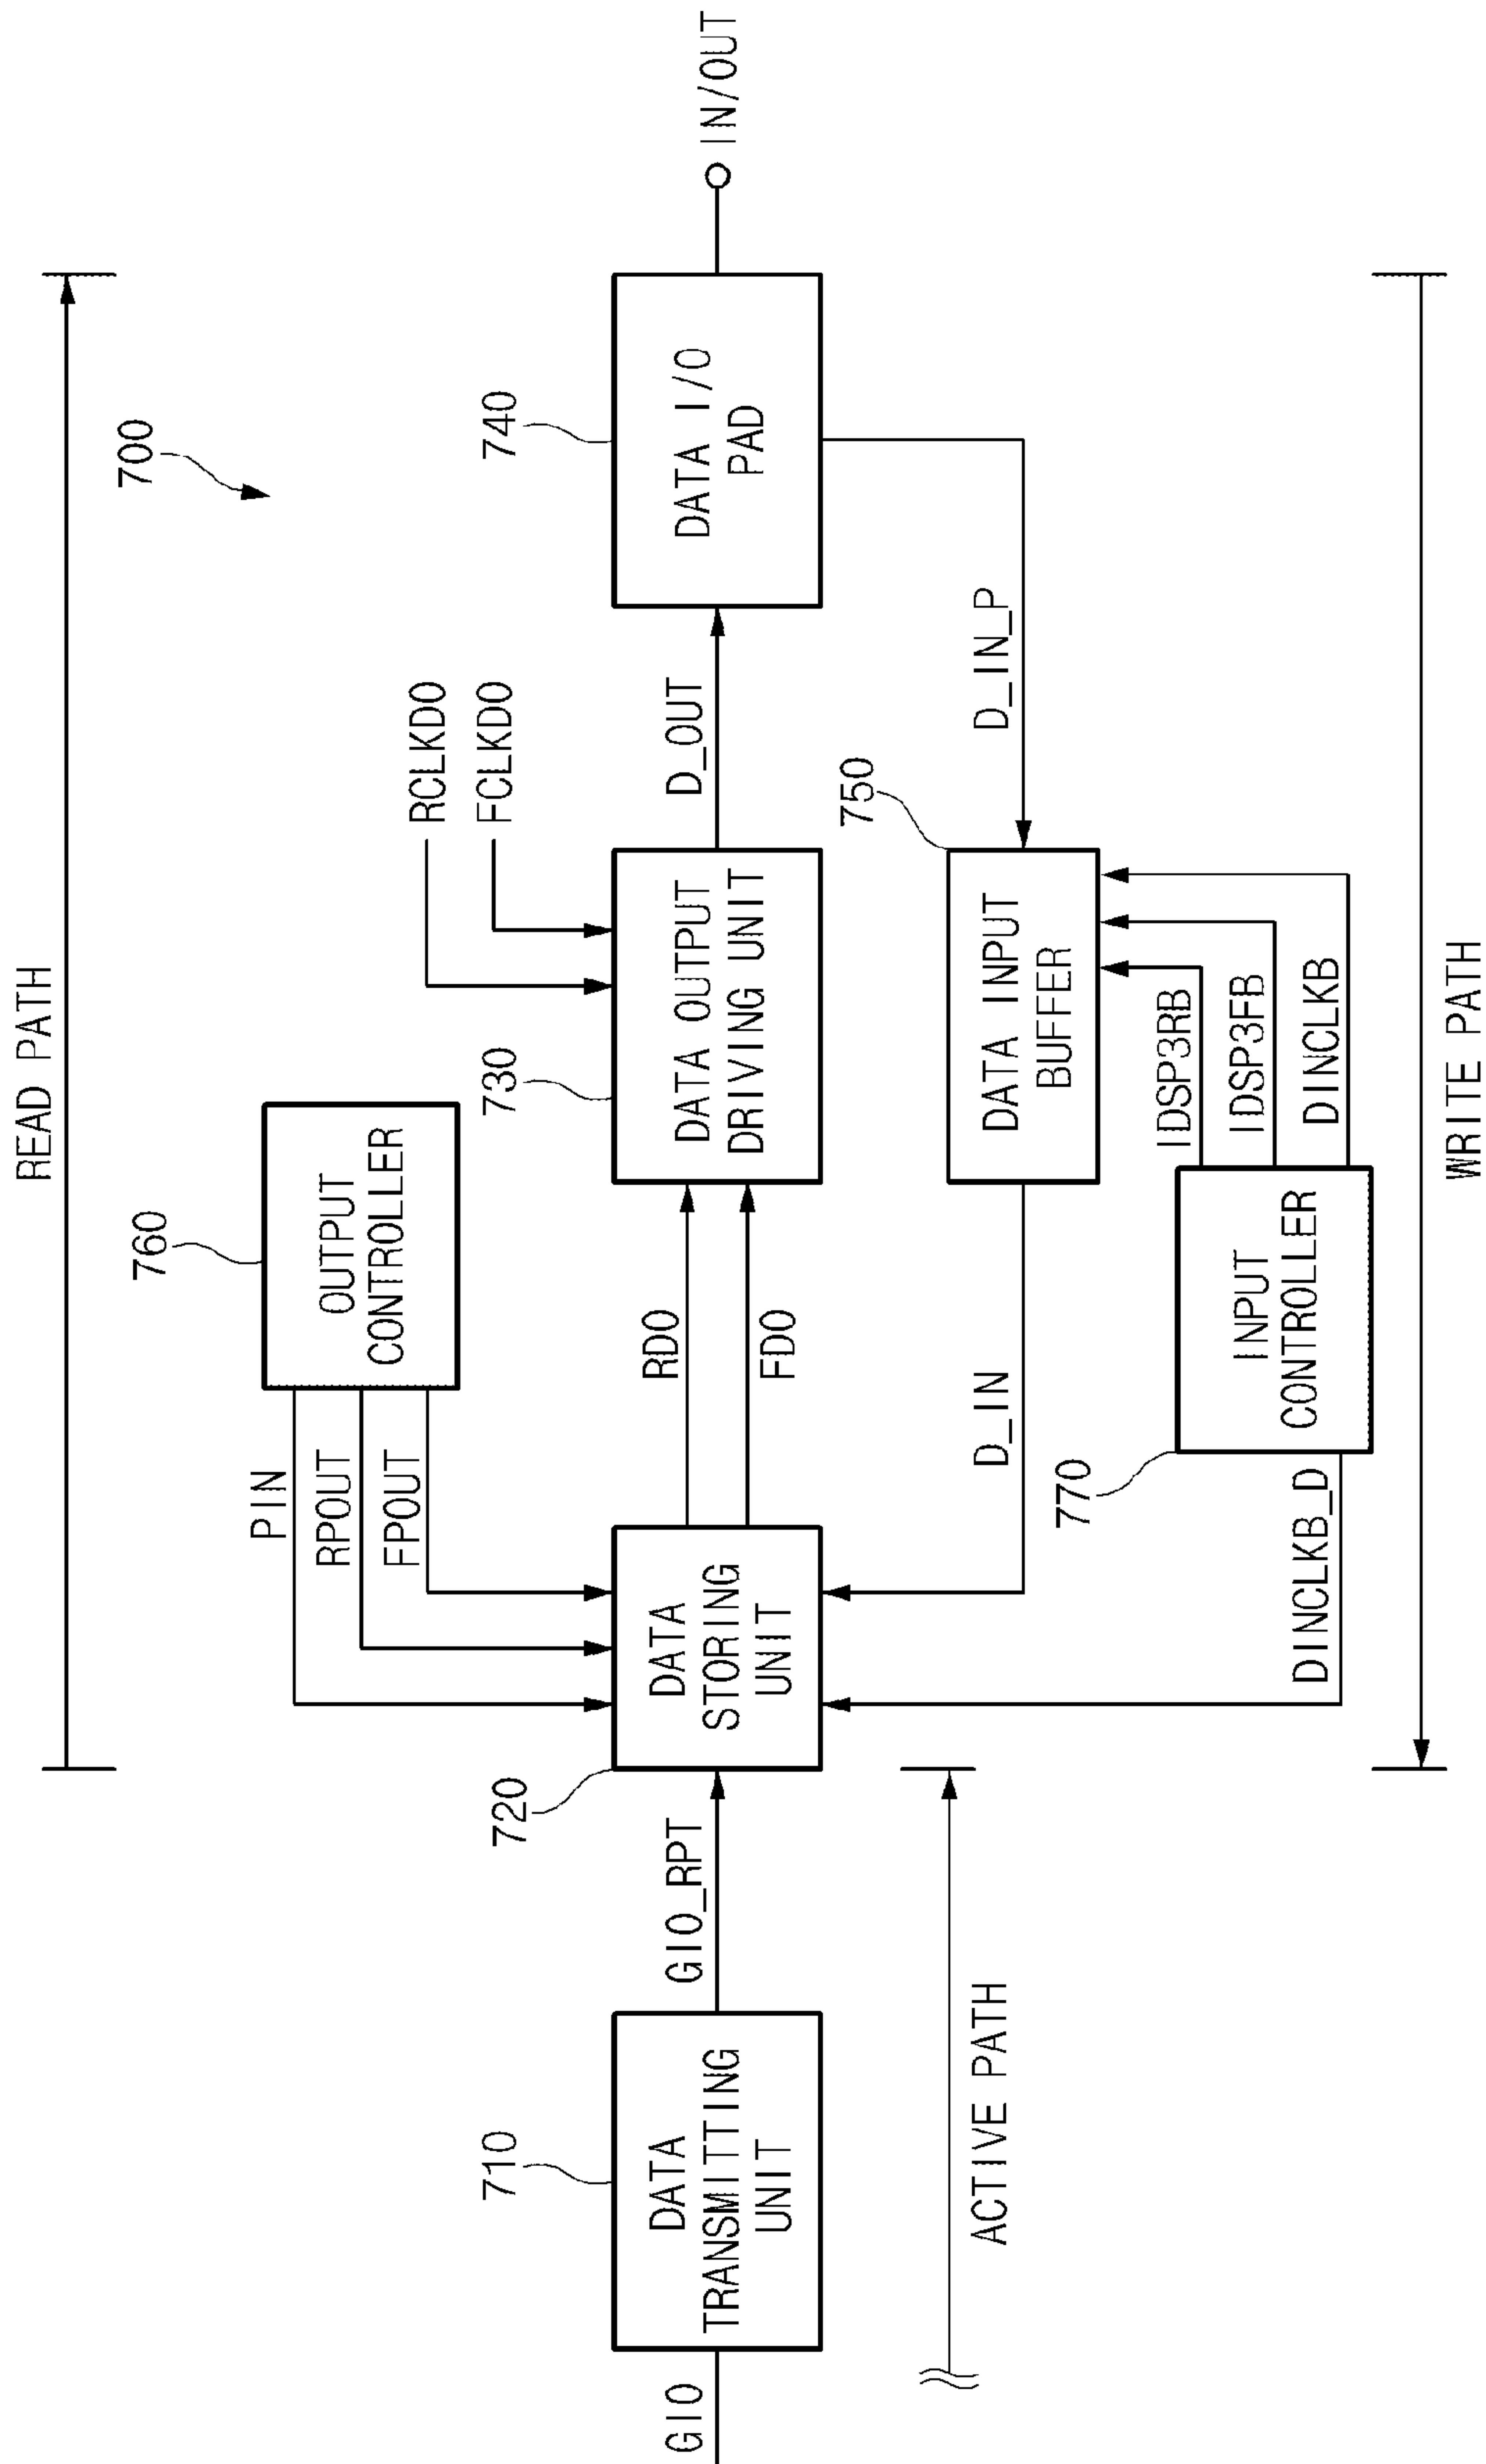 READ PATH
700
760
OUTPUT
CONTROLLER
PIN
RPOUT
FPOUT
RCLKDO
FCLKDO
710
720
730
740
GIO
DATA
TRANSMITTING
UNIT
GIO_RPT
DATA
STORING
UNIT
RDO
FDO
DATA OUTPUT
DRIVING UNIT
D_OUT
DATA I/O
PAD
IN/OUT
ACTIVE PATH
D_IN
750
DATA INPUT
BUFFER
D_IN_P
770
INPUT
CONTROLLER
IDSP3RB
IDSP3FB
DINCLKB
DINCLKB_D
WRITE PATH